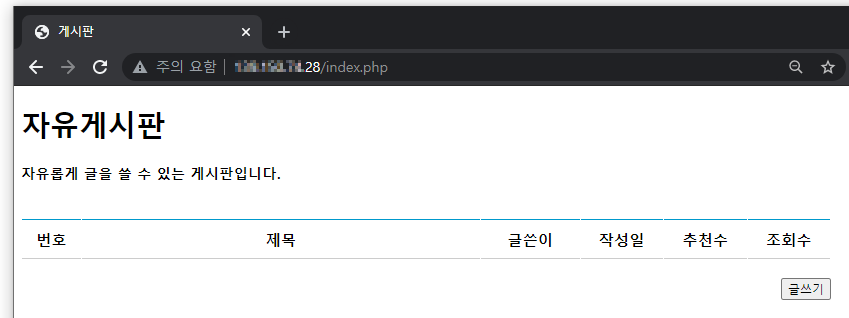 게시판
주의 요함 .28/index.php
자유게시판
자유롭게 글을 쓸 수 있는 게시판입니다.
번호 제목 글쓴이 작성일 추천수 조회수
글쓰기